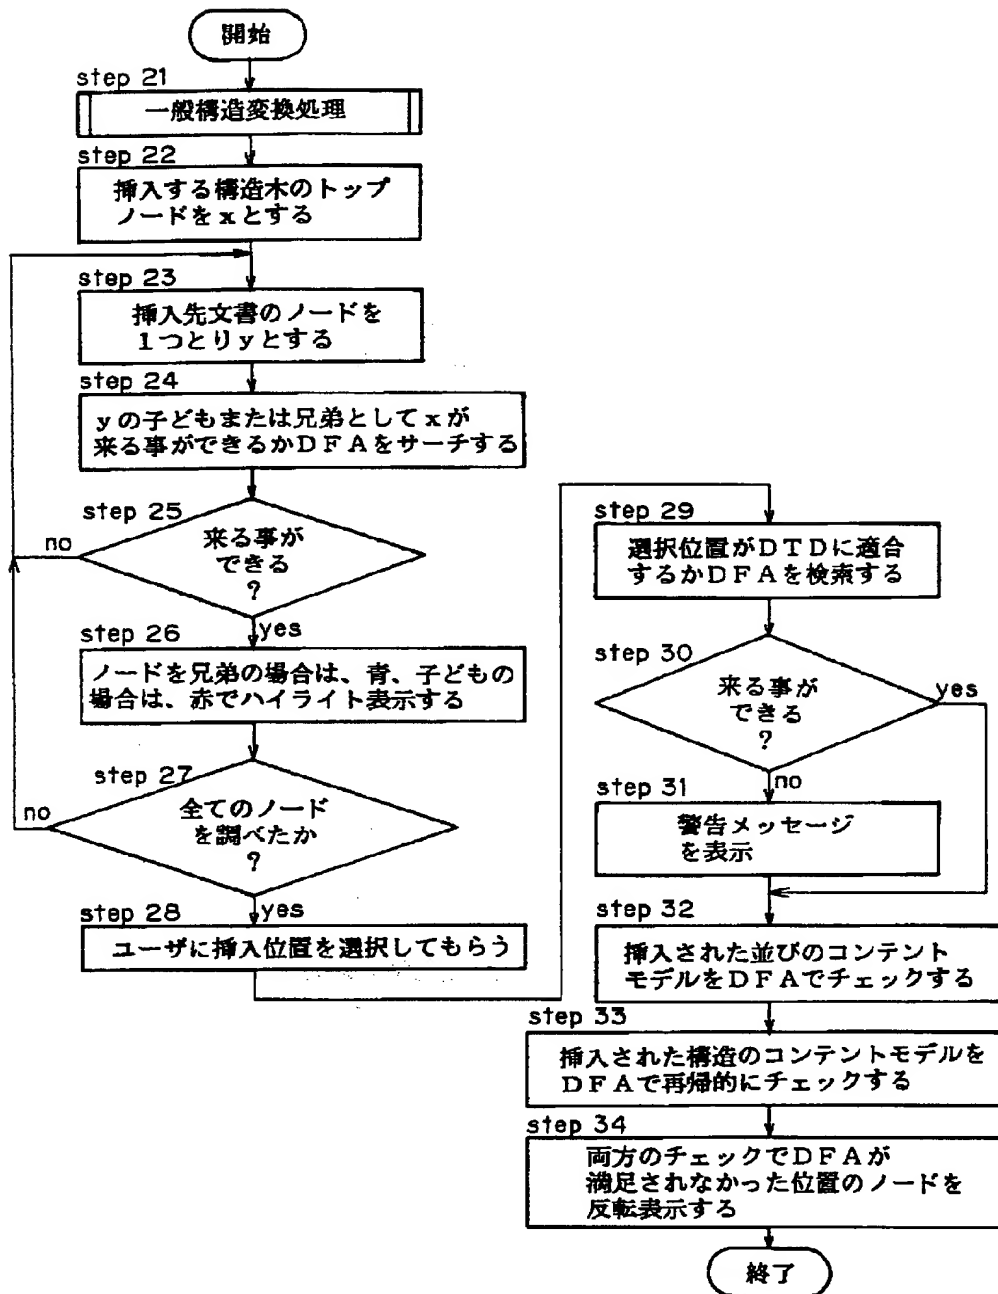 開始
step 21
一般構造変換処理
step 22
挿入する構造木のトップ
ノードをxとする
step 23
挿入先文書のノードを
1つとりyとする
step 24
yの子どもまたは兄弟としてxが
来る事ができるかDFAをサーチする
step 25
no
来る事が
できる
?
yes
step 26
ノードを兄弟の場合は、青、子どもの
場合は、赤でハイライト表示する
step 27
no
全てのノード
を調べたか
?
yes
step 28
ユーザに挿入位置を選択してもらう
step 29
選択位置がDTDに適合
するかDFAを検索する
step 30
来る事が
できる
?
yes
no
step 31
警告メッセージ
を表示
step 32
挿入された並びのコンテント
モデルをDFAでチェックする
step 33
挿入された構造のコンテントモデルを
DFAで再帰的にチェックする
step 34
両方のチェックでDFAが
満足されなかった位置のノードを
反転表示する
終了